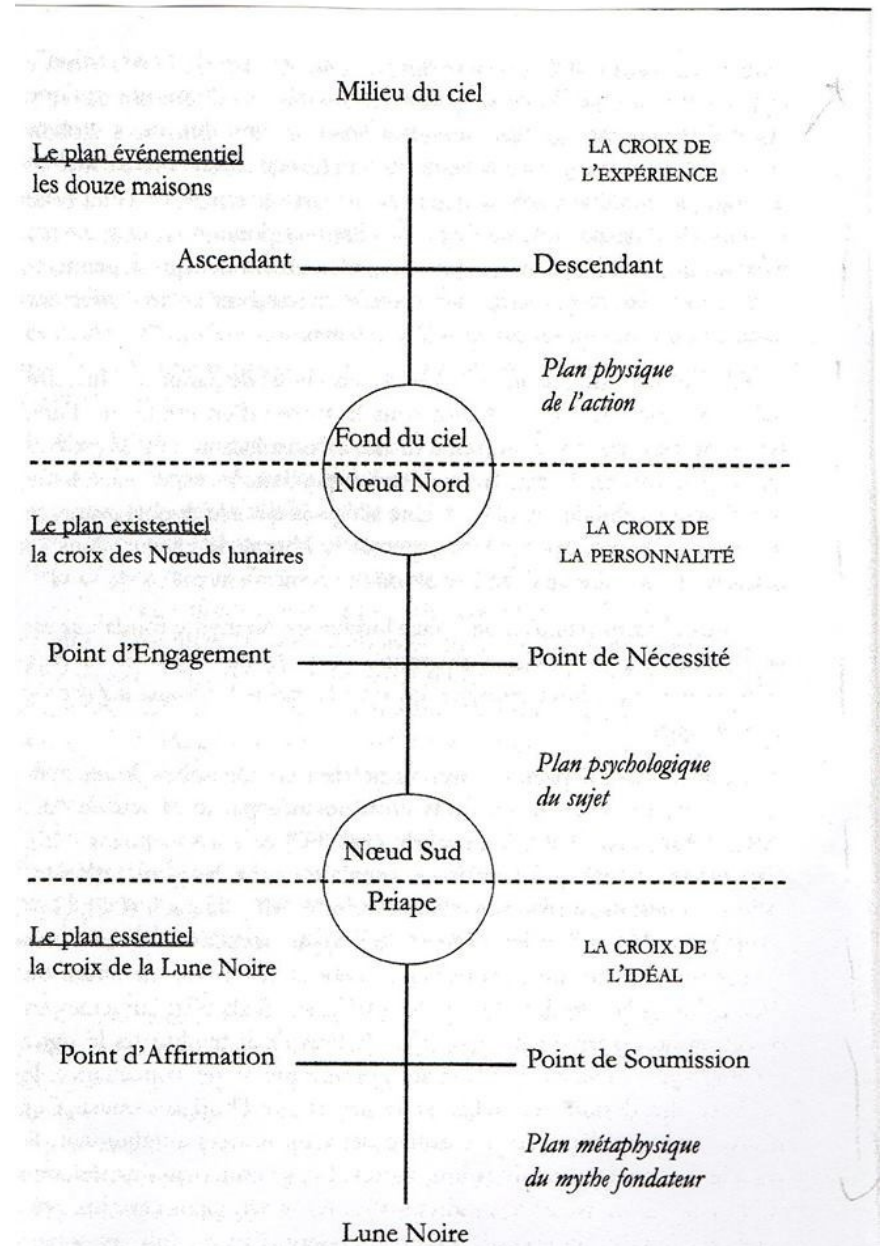 Milieu du ciel
Le plan événementiel
les douze maisons
LA CROIX DE
L'EXPÉRIENCE
Ascendant
Descendant
Plan physique
de l'action
Fond du ciel
Nœud Nord
Le plan existentiel
la croix des Nœuds lunaires
LA CROIX DE
LA PERSONNALITÉ
Point d'Engagement
Point de Nécessité
Plan psychologique
du sujet
Nœud Sud
Priape
Le plan essentiel
la croix de la Lune Noire
LA CROIX DE
L'IDÉAL
Point d'Affirmation
Point de Soumission
Plan métaphysique
du mythe fondateur
Lune Noire